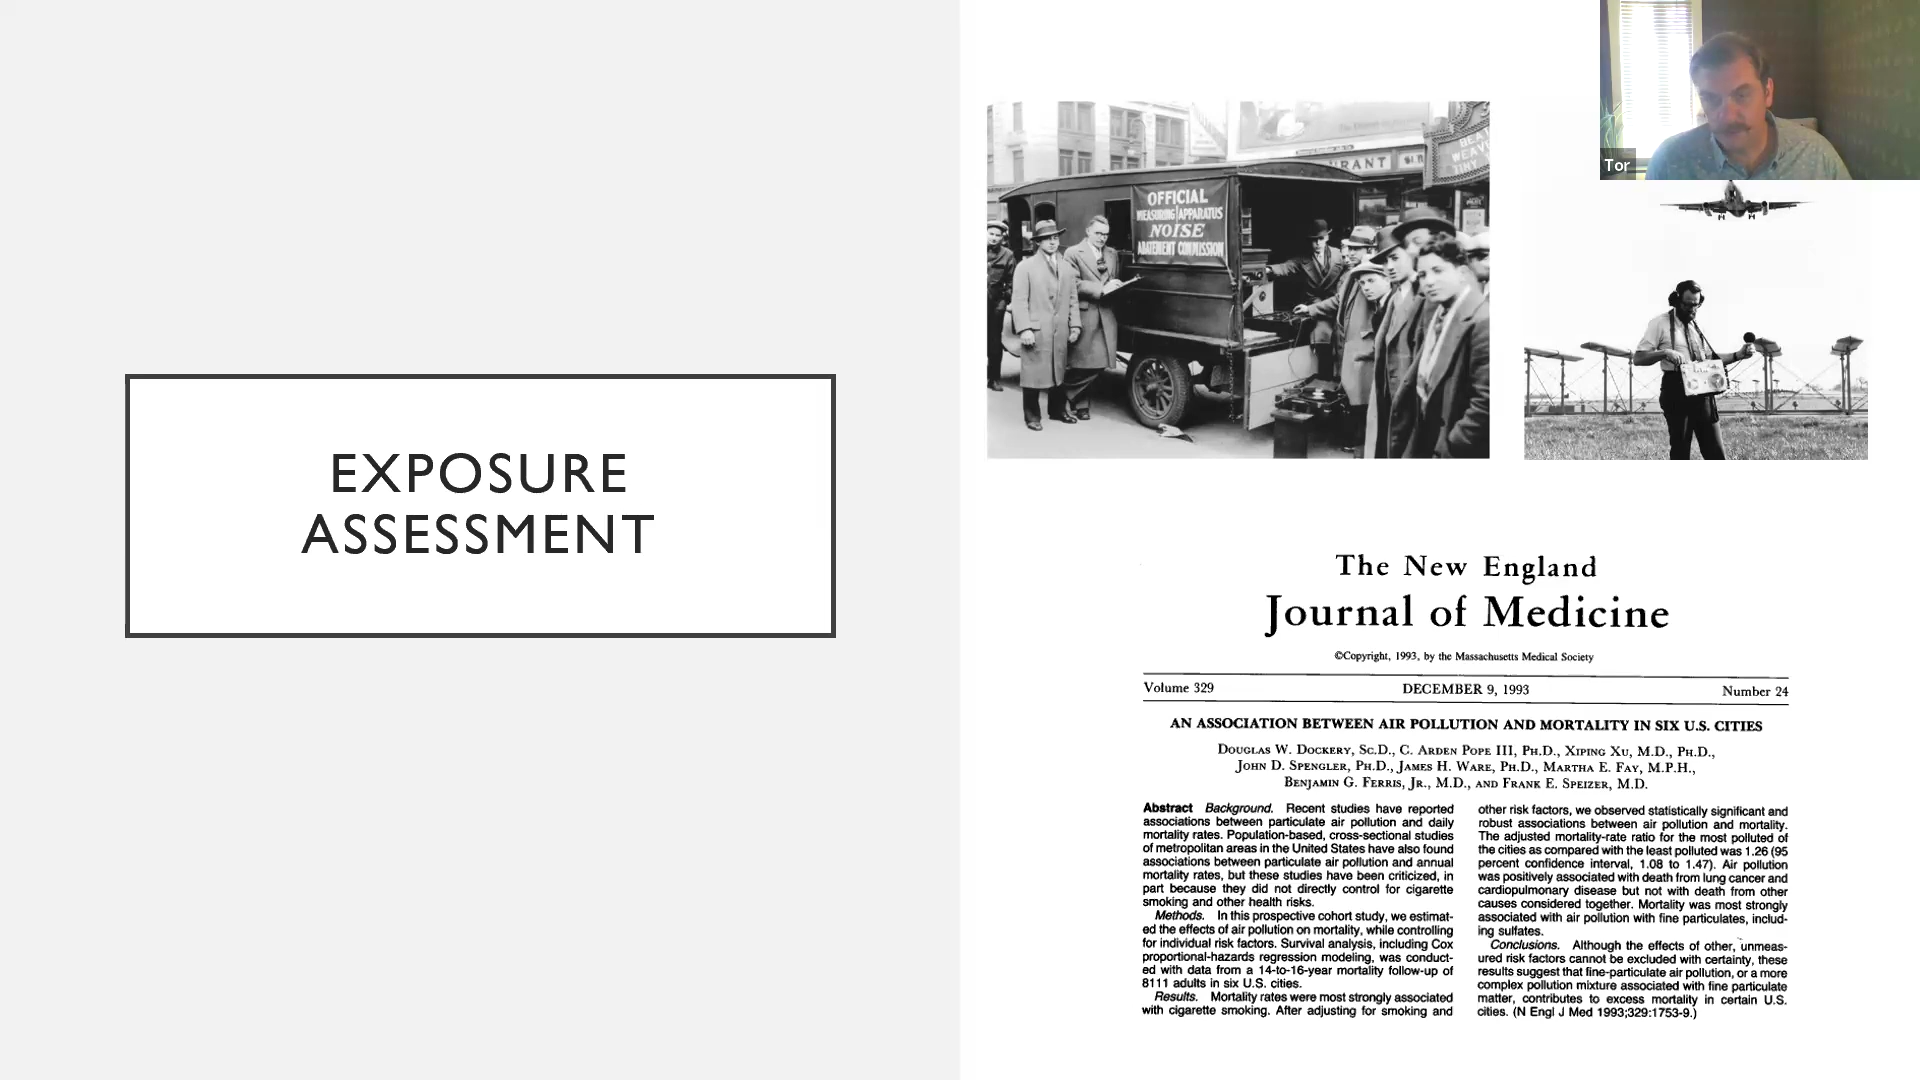 EXPOSURE
ASSESSMENT
OFFICIAL
MEASURING APPARATUS
NOISE
ABATEMENT COMMISSION
Tor
The New England
Journal of Medicine
©Copyright, 1993, by the Massachusetts Medical Society
Volume 329 DECEMBER 9, 1993 Number 24
AN ASSOCIATION BETWEEN AIR POLLUTION AND MORTALITY IN SIX U.S. CITIES
DOUGLAS W. DOCKERY, SC.D., C. ARDEN POPE III, PH.D., XIPING XU, M.D., PH.D.,
JOHN D. SPENGLER, PH.D., JAMES H. WARE, PH.D., MARTHA E. FAY, M.P.H.,
BENJAMIN G. FERRIS, JR., M.D., AND FRANK E. SPEIZER, M.D.
Abstract Background. Recent studies have reported
associations between particulate air pollution and daily
mortality rates. Population-based, cross-sectional studies
of metropolitan areas in the United States have also found
associations between particulate air pollution and annual
mortality rates, but these studies have been criticized, in
part because they did not directly control for cigarette
smoking and other health risks.
Methods. In this prospective cohort study, we estimat-
ed the effects of air pollution on mortality, while controlling
for individual risk factors. Survival analysis, including Cox
proportional-hazards regression modeling, was conduct-
ed with data from a 14-to-16-year mortality follow-up of
8111 adults in six U.S. cities.
Results. Mortality rates were most strongly associated
with cigarette smoking. After adjusting for smoking and
other risk factors, we observed statistically significant and
robust associations between air pollution and mortality.
The adjusted mortality-rate ratio for the most polluted of
the cities as compared with the least polluted was 1.26 (95
percent confidence interval, 1.08 to 1.47). Air pollution
was positively associated with death from lung cancer and
cardiopulmonary disease but not with death from other
causes considered together. Mortality was most strongly
associated with air pollution with fine particulates, includ-
ing sulfates.
Conclusions. Although the effects of other, unmeas-
ured risk factors cannot be excluded with certainty, these
results suggest that fine-particulate air pollution, or a more
complex pollution mixture associated with fine particulate
matter, contributes to excess mortality in certain U.S.
cities. (N Engl J Med 1993;329:1753-9.)